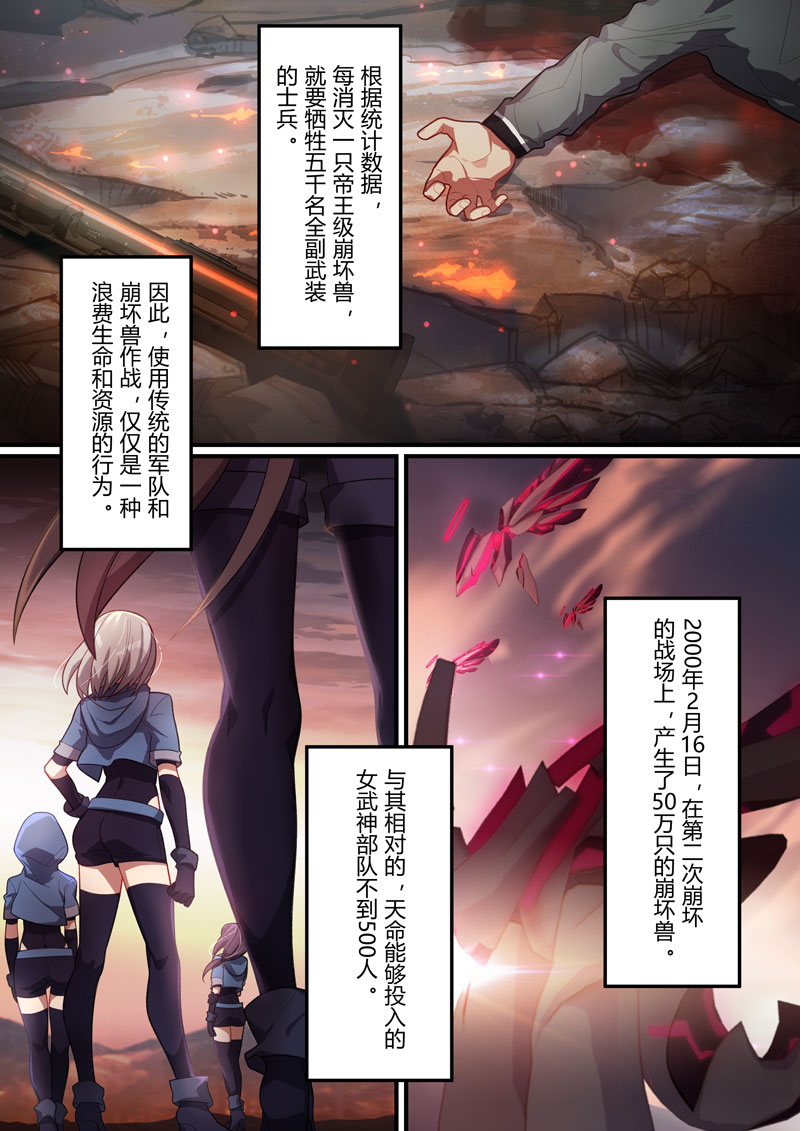 根据统计数据，
每消灭一只帝王级崩坏兽，
就要牺牲五千名全副武装
的士兵。
因此，使用传统的军队和
崩坏兽作战，仅仅是一种
浪费生命和资源的行为。
2000年2月16日，在第二次崩坏
的战场上，产生了50万只的崩坏兽。
与其相对的，天命能够投入的
女武神部队不到500人。